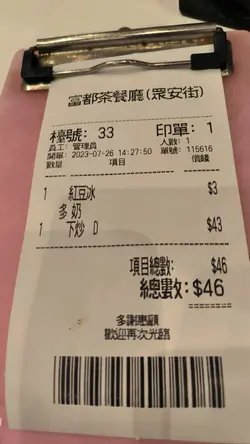 富都茶餐廳(眾安街)
檯號: 33 印單: 1
員工: 管理員 人數: 1
開單: 2023-07-26 14:27:50 單號: 115616
數量 項目 價錢
1 紅豆冰 $3
多 奶
1 下炒 D $43
項目總數: $46
總數: $46
多謝惠顧
歡迎再次光臨